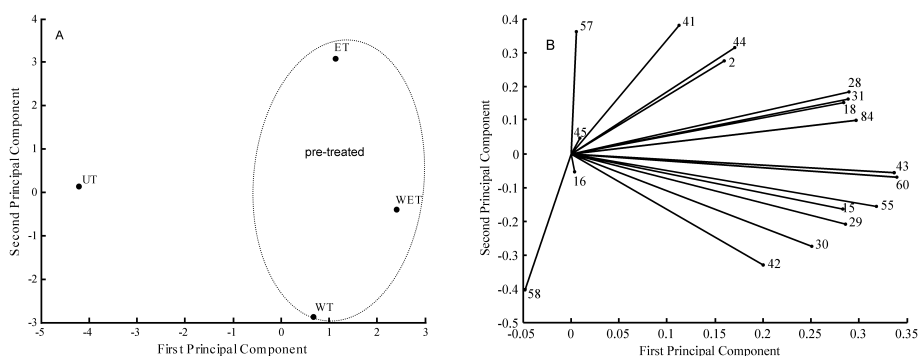 A
ET
pre-treated
UT
WET
WT
Second Principal Component
4
3
2
1
0
-1
-2
-3
-5 -4 -3 -2 -1 0 1 2 3
First Principal Component
B
57
41
44
2
28
31
18
84
45
16
43
60
55
15
29
30
42
58
Second Principal Component
0.4
0.3
0.2
0.1
0
-0.1
-0.2
-0.3
-0.4
-0.5
-0.05 0 0.05 0.1 0.15 0.2 0.25 0.3 0.35
First Principal Component